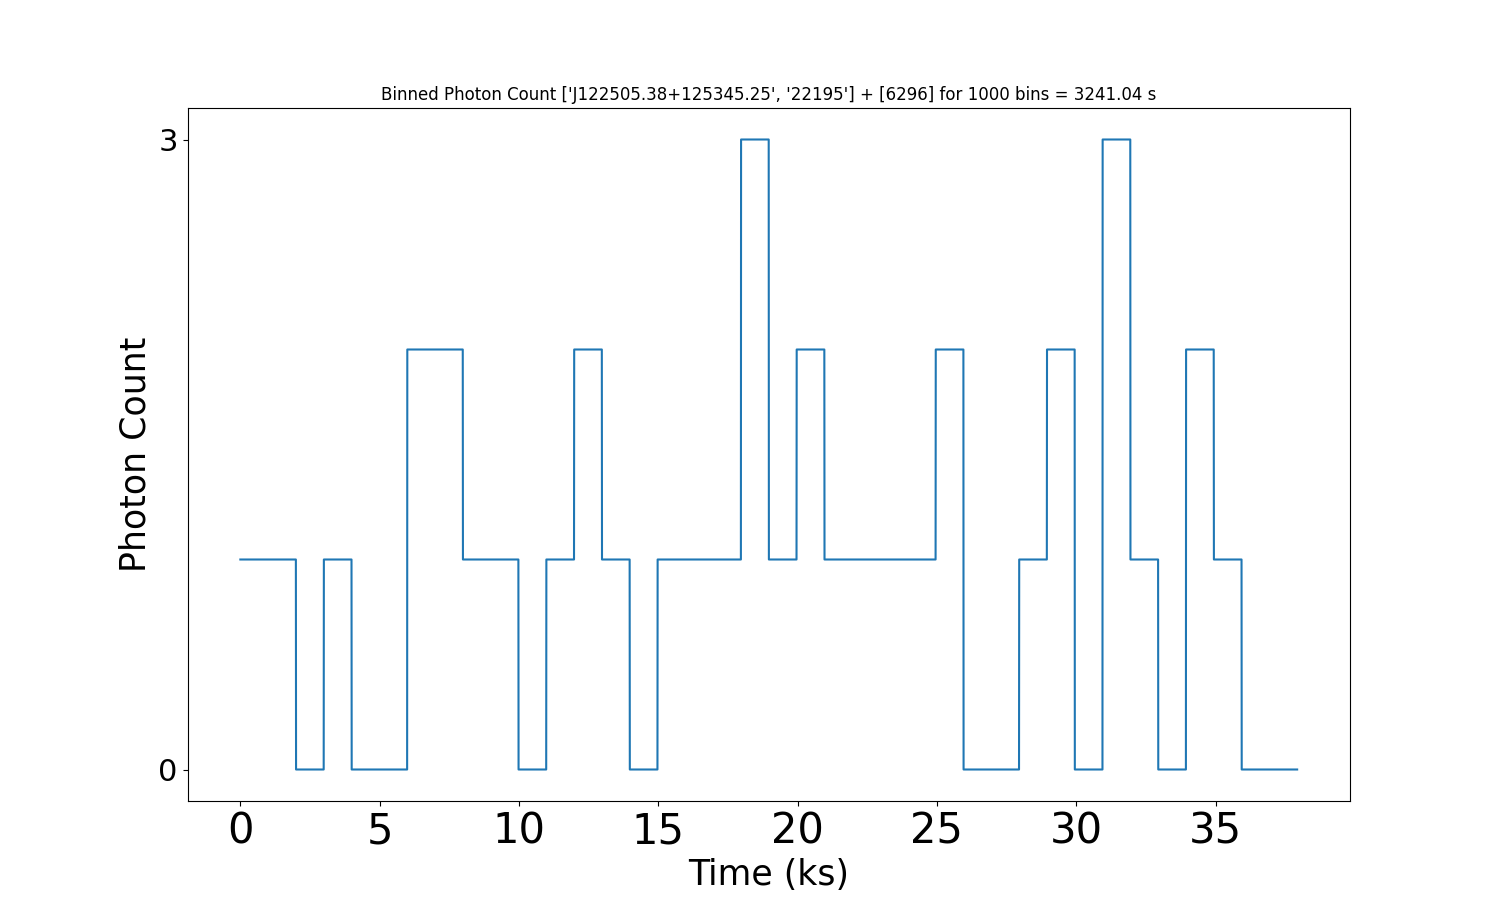 Binned Photon Count ['J122505.38+125345.25', '22195'] + [6296] for 1000 bins = 3241.04 s
3
Photon Count
0
0 5 10 15 20 25 30 35
Time (ks)